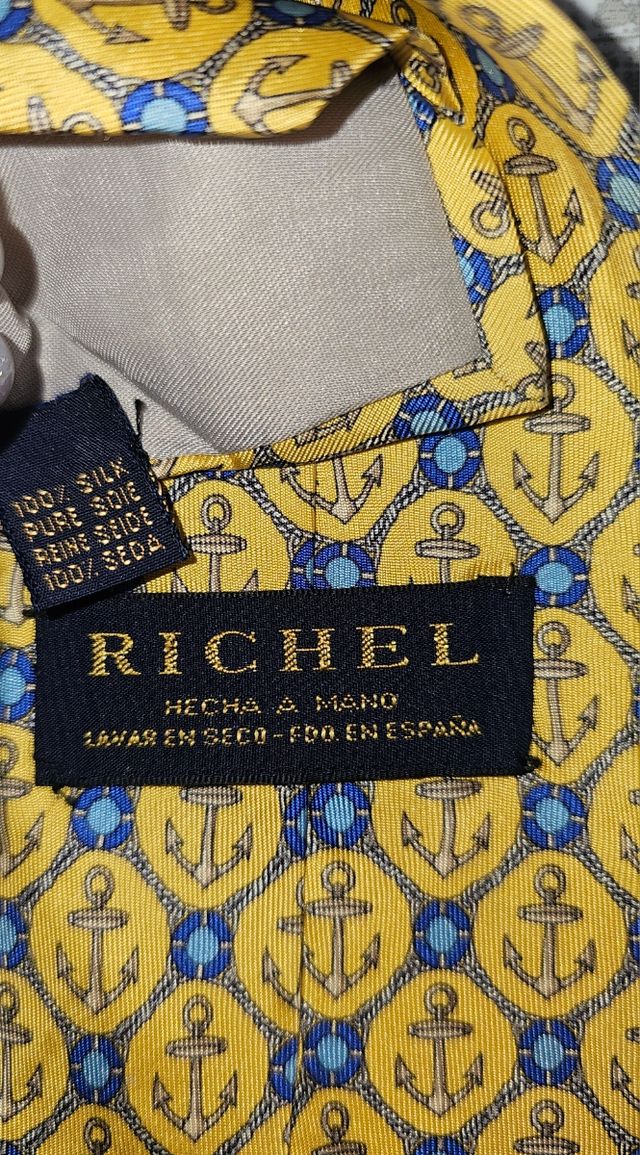 100% SILK
PURE SOIE
REINE SEIDE
100% SEDA
RICHEL
HECHA A MANO
LAVAR EN SECO - FDO. EN ESPAÑA